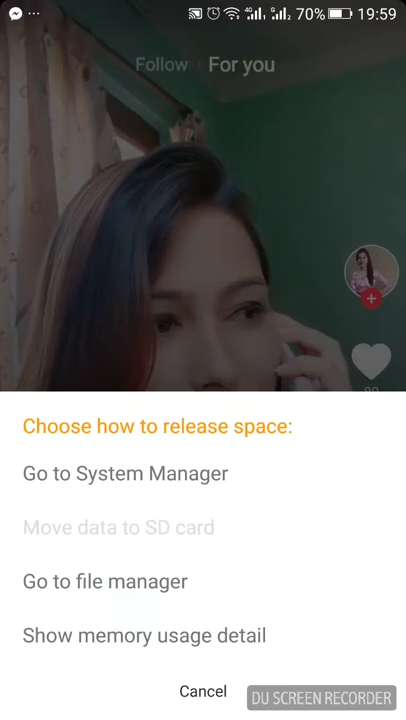 70% 19:59
Follow For you
Choose how to release space:
Go to System Manager
Move data to SD card
Go to file manager
Show memory usage detail
Cancel
DU SCREEN RECORDER